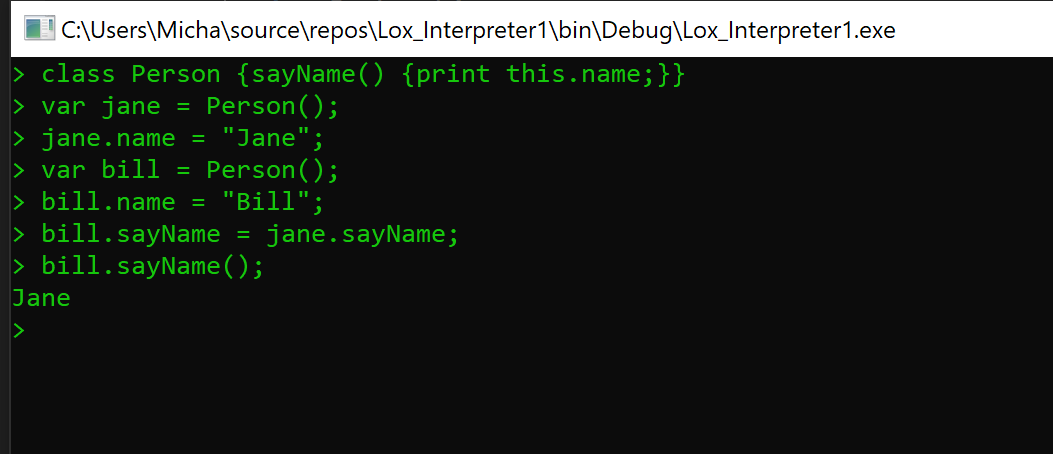 C:\Users\Micha\source\repos\Lox_Interpreter1\bin\Debug\Lox_Interpreter1.exe
> class Person {sayName() {print this.name;}}
> var jane = Person();
> jane.name = "Jane";
> var bill = Person();
> bill.name = "Bill";
> bill.sayName = jane.sayName;
> bill.sayName();
Jane
>